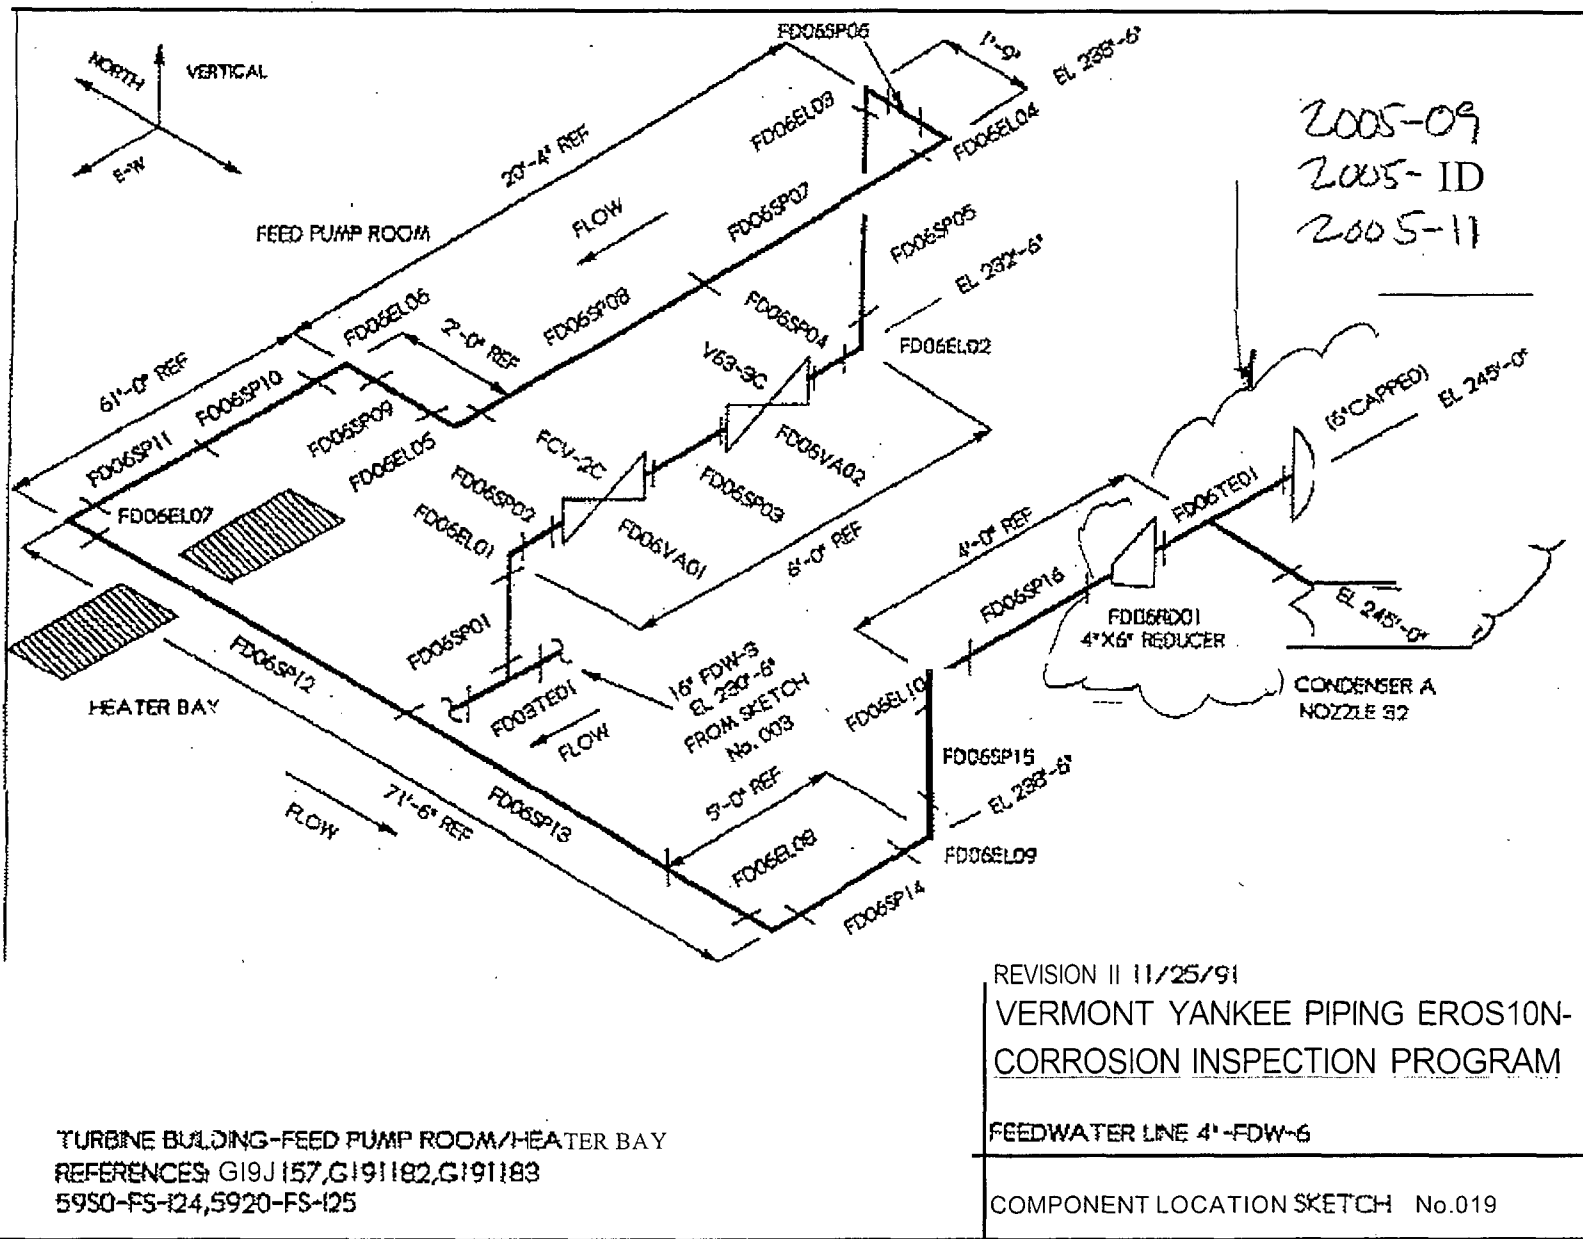 FD06SP06
1'-9"
EL 238'-6"
NORTH
VERTICAL
E-W
20'-4" REF
FD06EL03
FD06EL04
2005-09
2005-10
2005-11
FEED PUMP ROOM
FLOW
FD06SP07
FD06SP05
EL 232'-6"
FD06EL06
2'-0" REF
FD06SP08
FD06SP04
FD06EL02
V63-3C
61'-0" REF
FD06SP10
FD06SP09
FD06EL05
FD06SP11
FD06EL07
FCV-2C
FD06SP02
FD06EL01
FD06VA02
FD06SP03
FD06VA01
6'-0" REF
(6"CAPPED)
EL 245'-0"
FD06TE01
4'-0" REF
FD06SP16
FD06RD01
4"X6" REDUCER
EL 245'-0"
CONDENSER A
NOZZLE 32
FD06SP01
FD06SP12
HEATER BAY
FD03TE01
FLOW
16" FDW-3
EL 230'-6"
FROM SKETCH
No. 003
FD06EL10
FD06SP15
EL 238'-6"
FD06EL09
5'-0" REF
FD06EL08
FD06SP13
FD06SP14
71'-6" REF
FLOW
REVISION II 11/25/91
VERMONT YANKEE PIPING EROS10N-
CORROSION INSPECTION PROGRAM
FEEDWATER LINE 4"-FDW-6
COMPONENT LOCATION SKETCH No.019
TURBINE BUILDING-FEED PUMP ROOM/HEATER BAY
REFERENCES: G19J157,G191182,G191183
59S0-FS-124,5920-FS-125